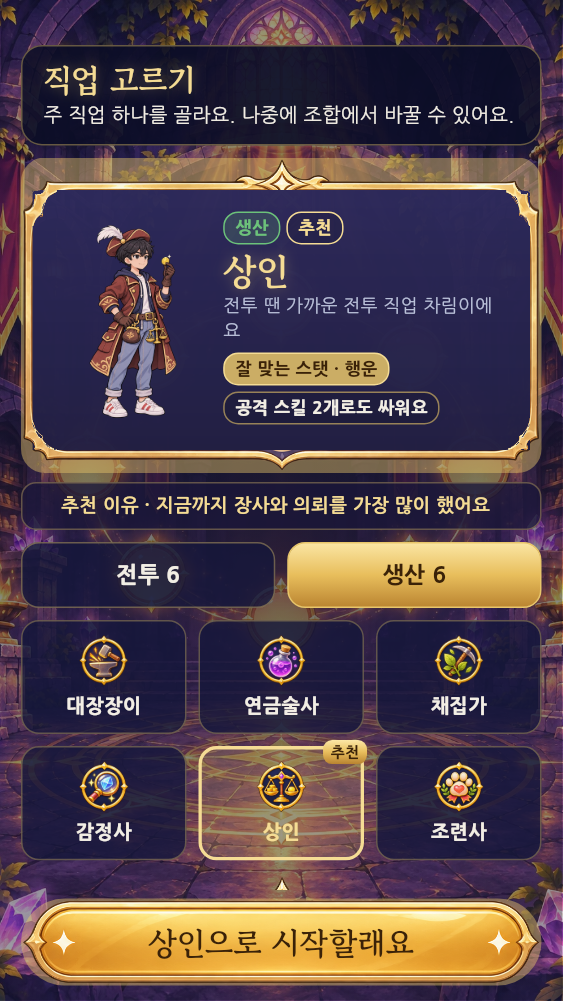 직업 고르기
주 직업 하나를 골라요. 나중에 조합에서 바꿀 수 있어요.
생산
추천
상인
전투 땐 가까운 전투 직업 차림이에
요
잘 맞는 스탯 · 행운
공격 스킬 2개로도 싸워요
추천 이유 · 지금까지 장사와 의뢰를 가장 많이 했어요
전투 6
생산 6
대장장이
연금술사
채집가
추천
감정사
상인
조련사
상인으로 시작할래요